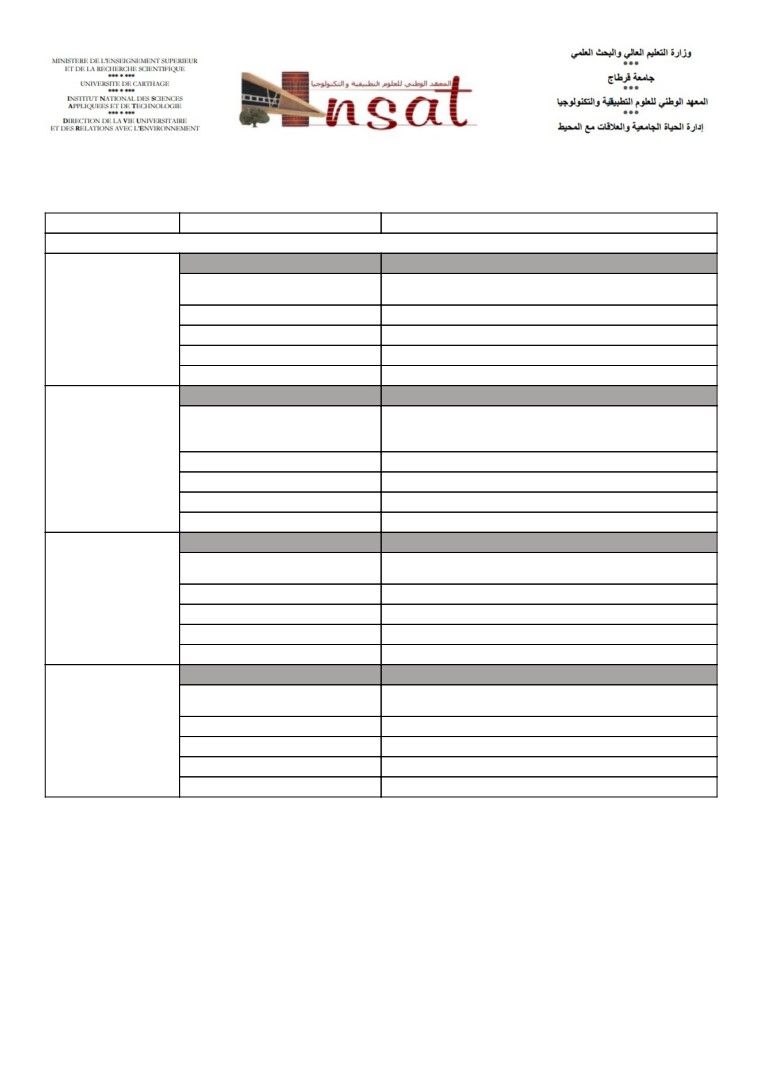 MINISTERE DE L'ENSEIGNEMENT SUPERIEUR
ET DE LA RECHERCHE SCIENTIFIQUE
*** * ***
UNIVERSITE DE CARTHAGE
*** * ***
INSTITUT NATIONAL DES SCIENCES
APPLIQUÉES ET DE TECHNOLOGIE
*** * ***
DIRECTION DE LA VIE UNIVERSITAIRE
ET DES RELATIONS AVEC L'ENVIRONNEMENT
المعهد الوطني للعلوم التطبيقية والتكنولوجيا
Insat
وزارة التعليم العالي والبحث العلمي
***
جامعة قرطاج
***
المعهد الوطني للعلوم التطبيقية والتكنولوجيا
***
إدارة الحياة الجامعية والعلاقات مع المحيط